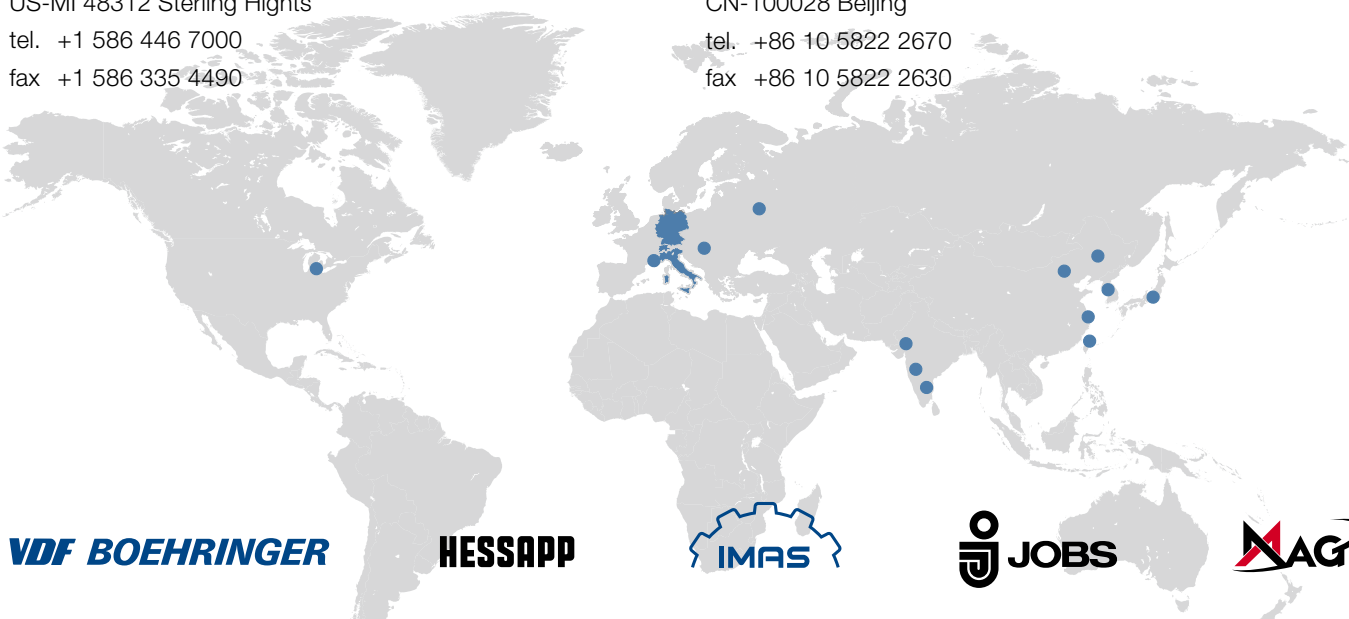 US-MI 48312 Sterling Hights
tel. +1 586 446 7000
fax +1 586 335 4490
CN-100028 Beijing
tel. +86 10 5822 2670
fax +86 10 5822 2630
VDF BOEHRINGER
HESSAPP
IMAS
JOBS
MAG